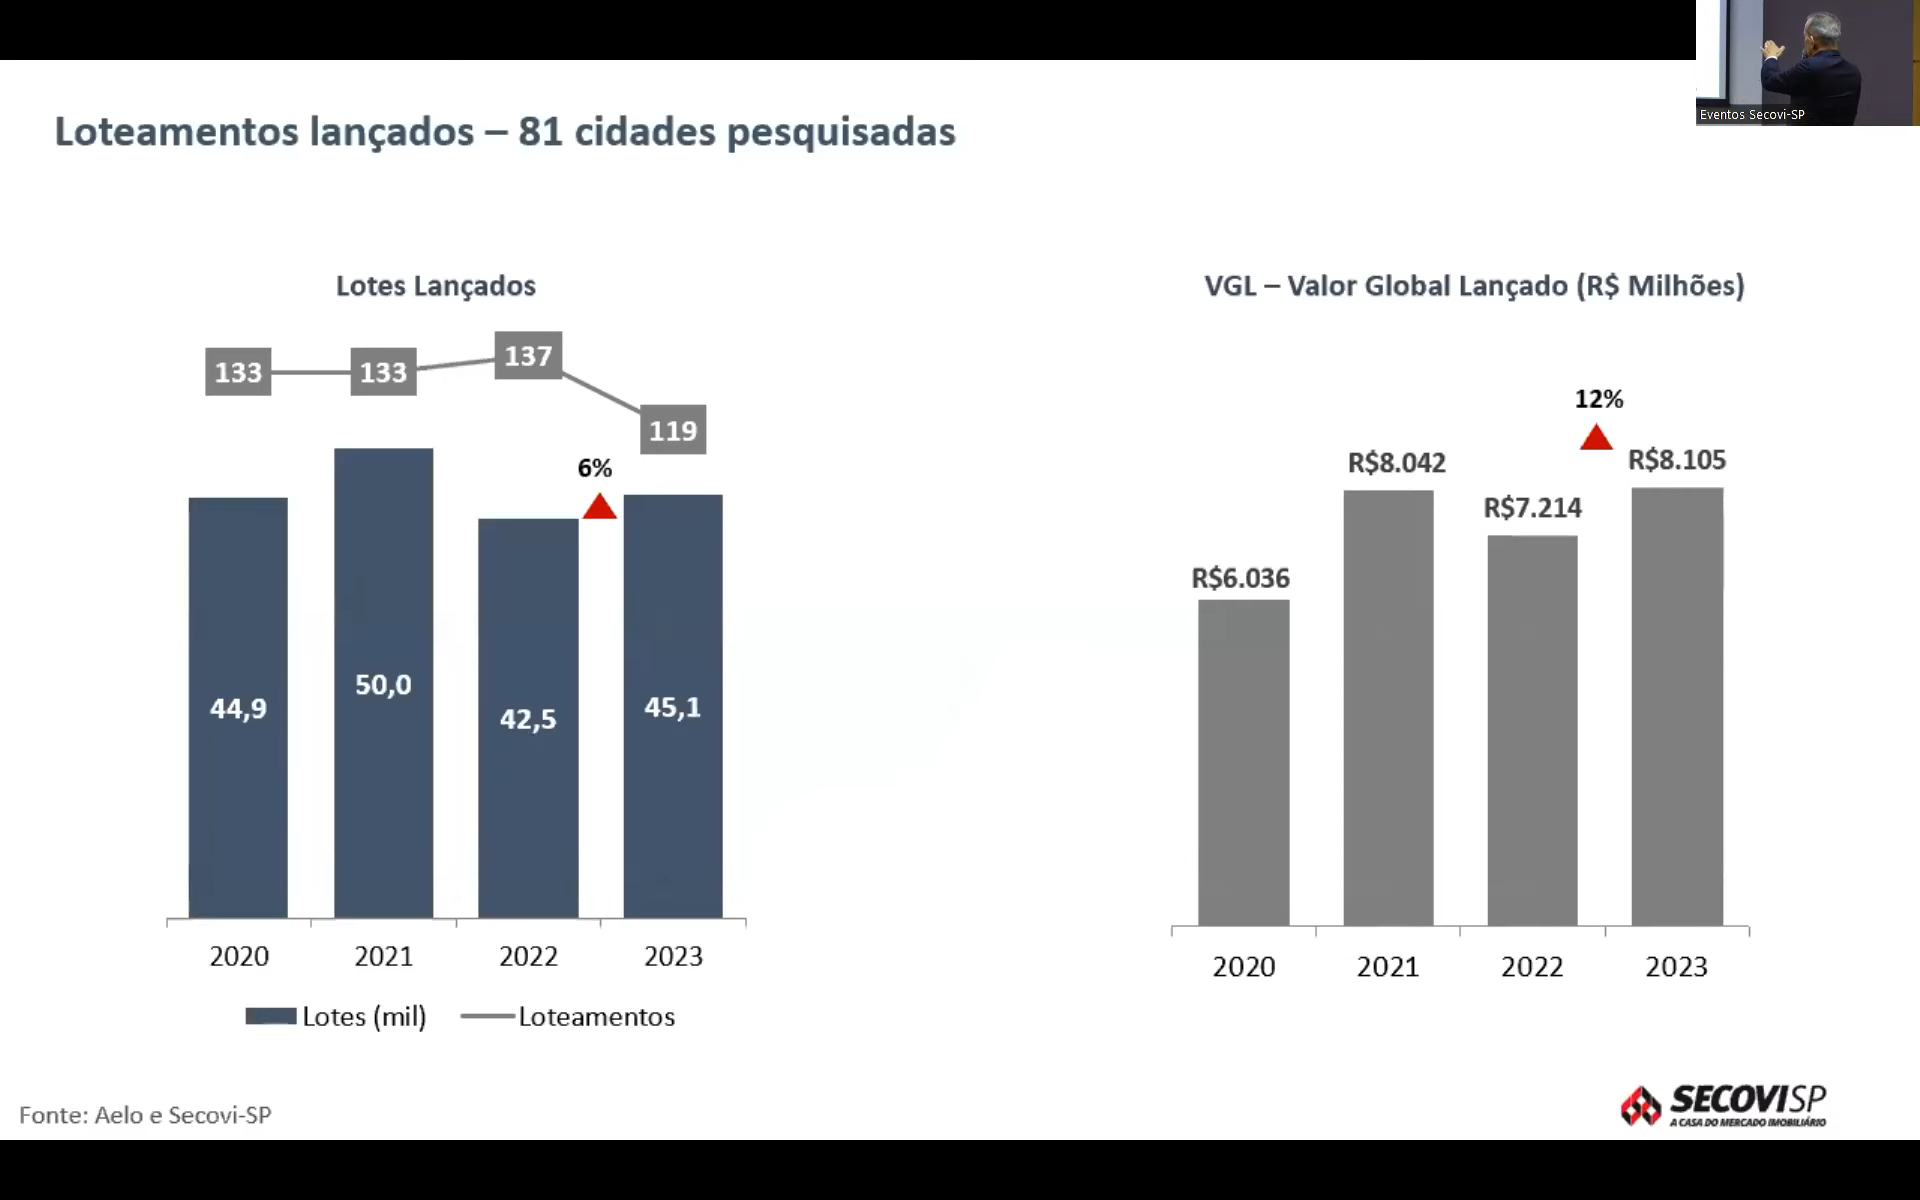 Eventos Secovi-SP
Loteamentos lançados – 81 cidades pesquisadas
Lotes Lançados
133
133
137
119
6%
44,9
50,0
42,5
45,1
2020
2021
2022
2023
Lotes (mil)
Loteamentos
VGL – Valor Global Lançado (R$ Milhões)
12%
R$6.036
R$8.042
R$7.214
R$8.105
2020
2021
2022
2023
Fonte: Aelo e Secovi-SP
SECOVISP
A CASA DO MERCADO IMOBILIÁRIO